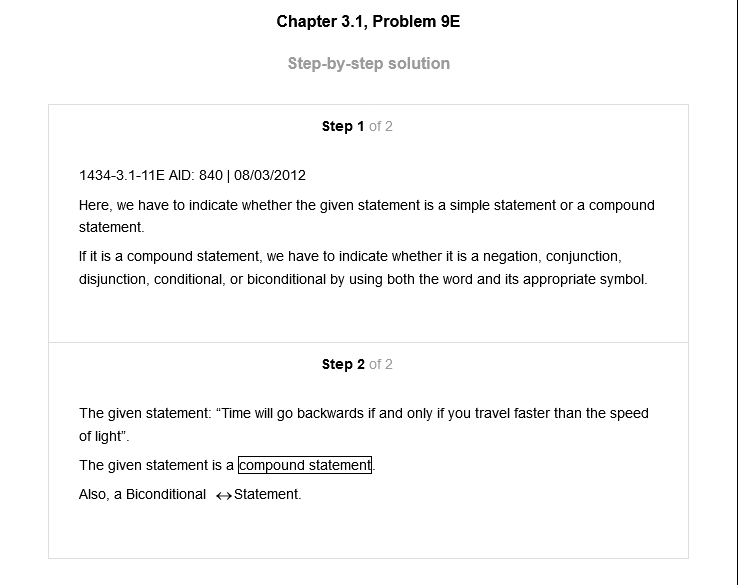 Chapter 3.1, Problem 9E
Step-by-step solution
Step 1 of 2
1434-3.1-11E AID: 840 | 08/03/2012
Here, we have to indicate whether the given statement is a simple statement or a compound
statement.
If it is a compound statement, we have to indicate whether it is a negation, conjunction,
disjunction, conditional, or biconditional by using both the word and its appropriate symbol.
Step 2 of 2
The given statement: “Time will go backwards if and only if you travel faster than the speed
of light”.
The given statement is a compound statement.
Also, a Biconditional ↔Statement.